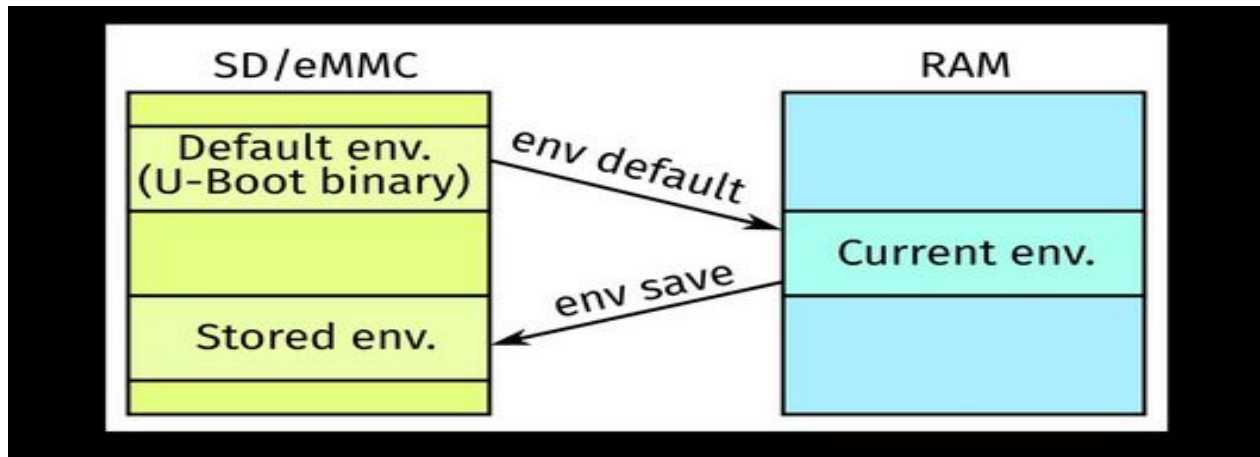 SD/eMMC
RAM
Default env.
(U-Boot binary)
env default
Current env.
env save
Stored env.